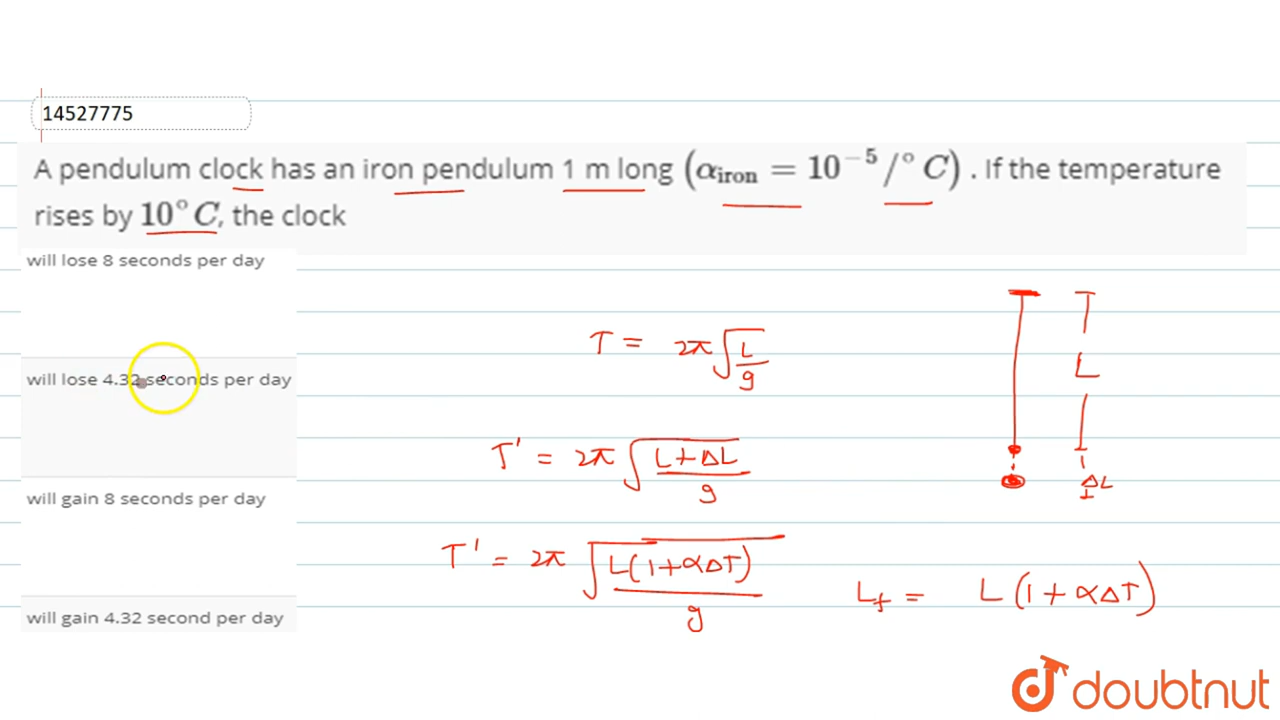 14527775
A pendulum clock has an iron pendulum 1 m long (α_iron = 10^−5 /° C) . If the temperature
rises by 10° C, the clock
will lose 8 seconds per day
will lose 4.32 seconds per day
will gain 8 seconds per day
will gain 4.32 second per day
T = 2π √(L/g)
T' = 2π √((L+ΔL)/g)
T' = 2π √(L(1+αΔT)/g)
L
ΔL
L_f = L(1+αΔT)
doubtnut